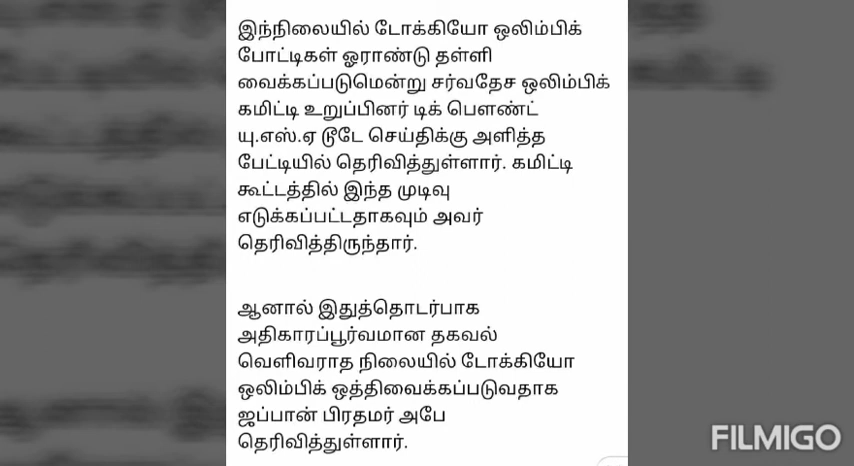 இந்நிலையில் டோக்கியோ ஒலிம்பிக்
போட்டிகள் ஓராண்டு தள்ளி
வைக்கப்படுமென்று சர்வதேச ஒலிம்பிக்
கமிட்டி உறுப்பினர் டிக் பௌண்ட்
யு.எஸ்.ஏ டூடே செய்திக்கு அளித்த
பேட்டியில் தெரிவித்துள்ளார். கமிட்டி
கூட்டத்தில் இந்த முடிவு
எடுக்கப்பட்டதாகவும் அவர்
தெரிவித்திருந்தார்.
ஆனால் இதுத்தொடர்பாக
அதிகாரப்பூர்வமான தகவல்
வெளிவராத நிலையில் டோக்கியோ
ஒலிம்பிக் ஒத்திவைக்கப்படுவதாக
ஜப்பான் பிரதமர் அபே
தெரிவித்துள்ளார்.
FILMIGO